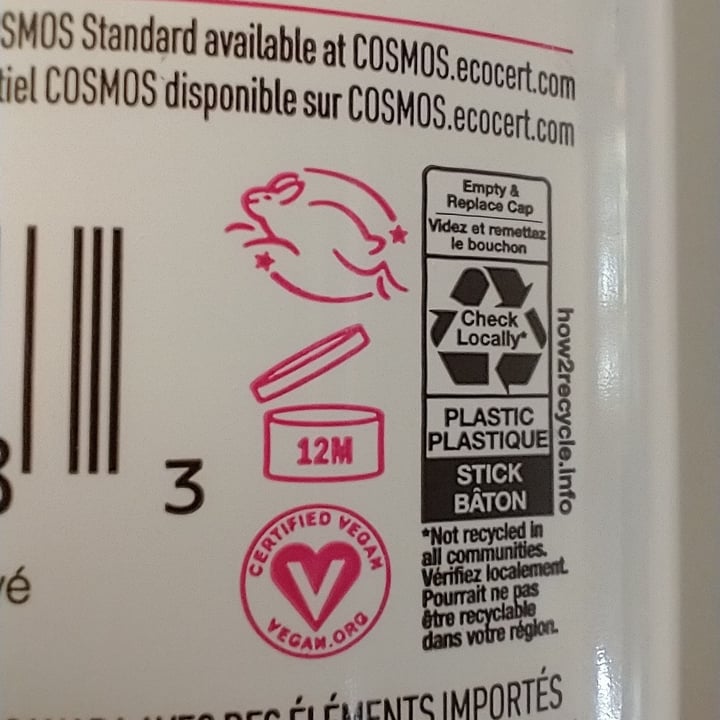 SMOS Standard available at COSMOS.ecocert.com
tiel COSMOS disponible sur COSMOS.ecocert.com
Empty &
Replace Cap
Videz et remettez
le bouchon
Check
Locally*
PLASTIC
PLASTIQUE
STICK
BÂTON
how2recycle.info
*Not recycled in
all communities.
Vérifiez localement.
Pourrait ne pas
être recyclable
dans votre région.
12M
CERTIFIED VEGAN
VEGAN.ORG
3
vé
DES ÉLÉMENTS IMPORTÉS